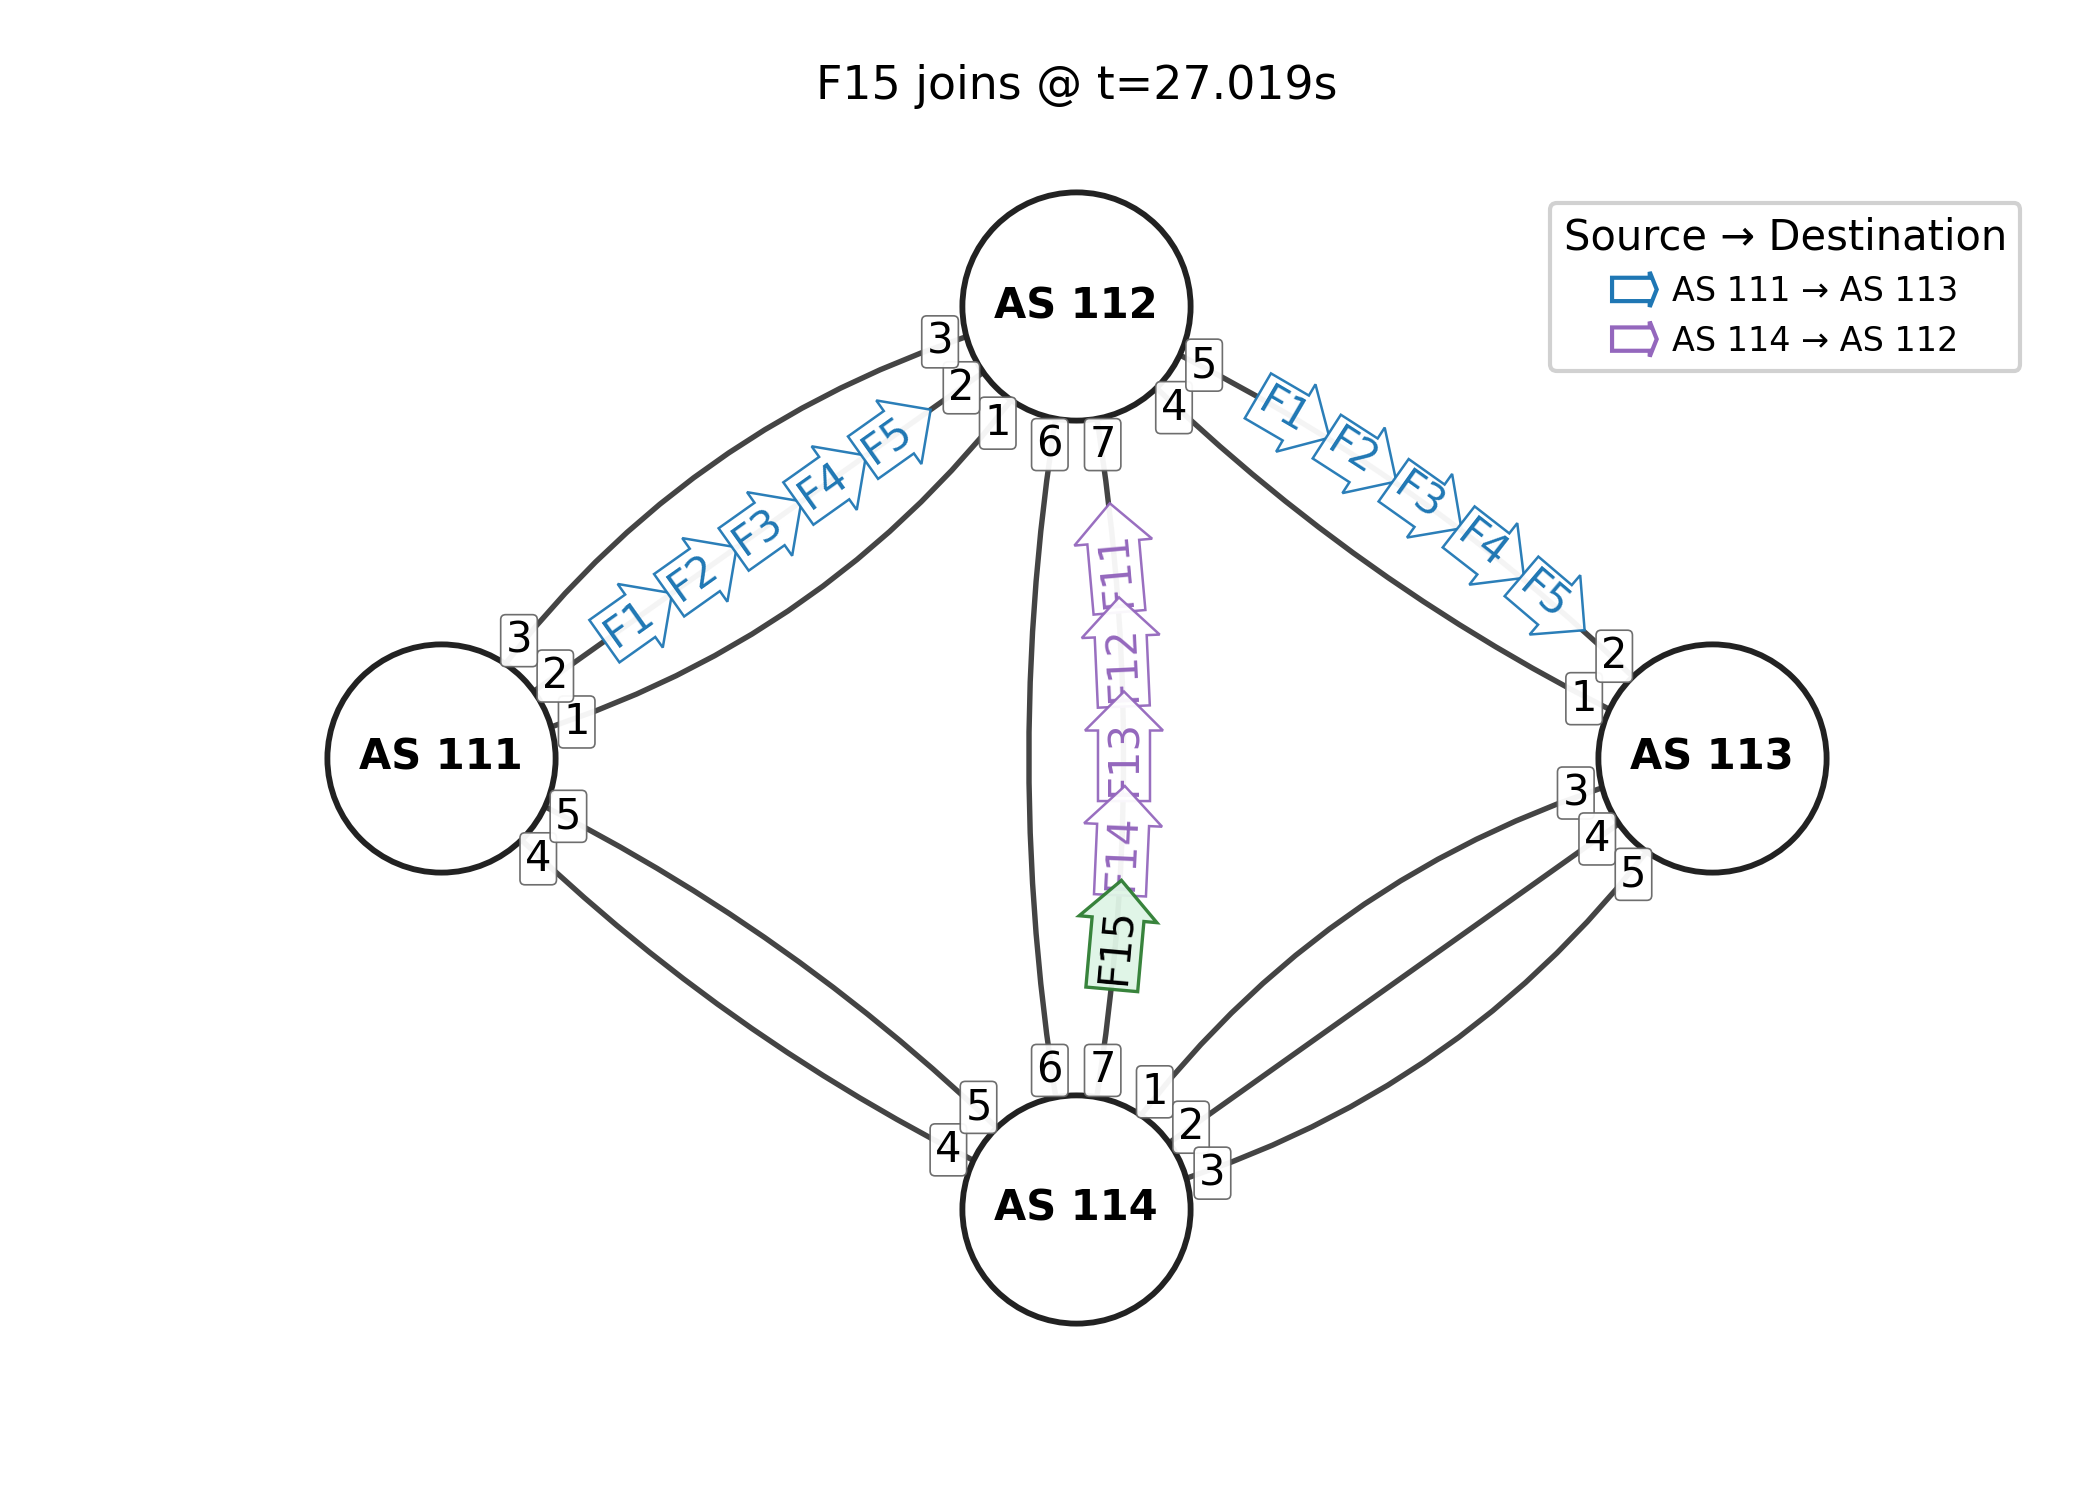 F15 joins @ t=27.019s
Source → Destination
AS 111 → AS 113
AS 114 → AS 112
AS 112
3
2
1
6
7
4
5
F1
F2
F3
F4
F5
F1
F2
F3
F4
F5
F11
F12
F13
F14
F15
3
2
1
AS 111
5
4
2
1
AS 113
3
4
5
6
7
1
2
3
5
4
AS 114